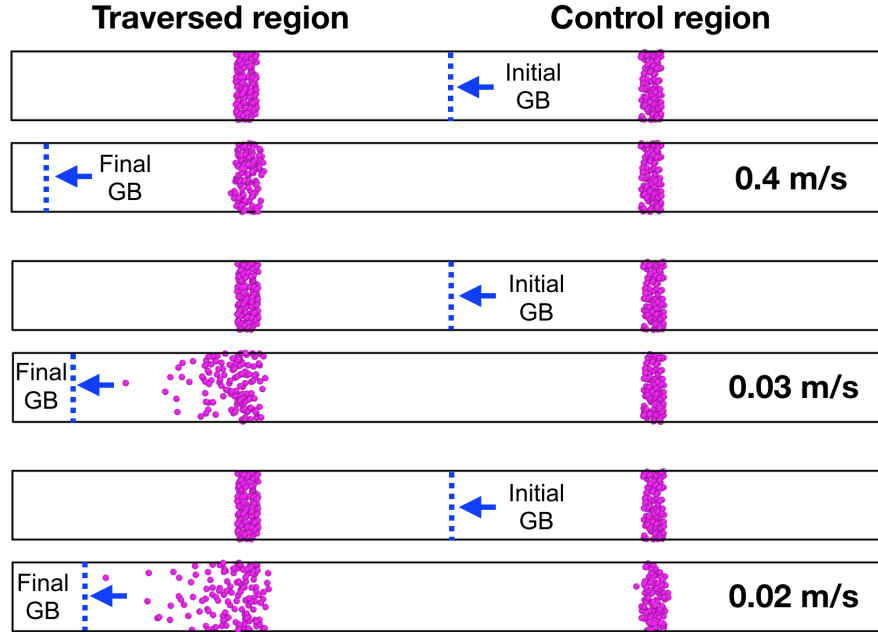 Traversed region
Control region
Initial
GB
Final
GB
0.4 m/s
Initial
GB
Final
GB
0.03 m/s
Initial
GB
Final
GB
0.02 m/s